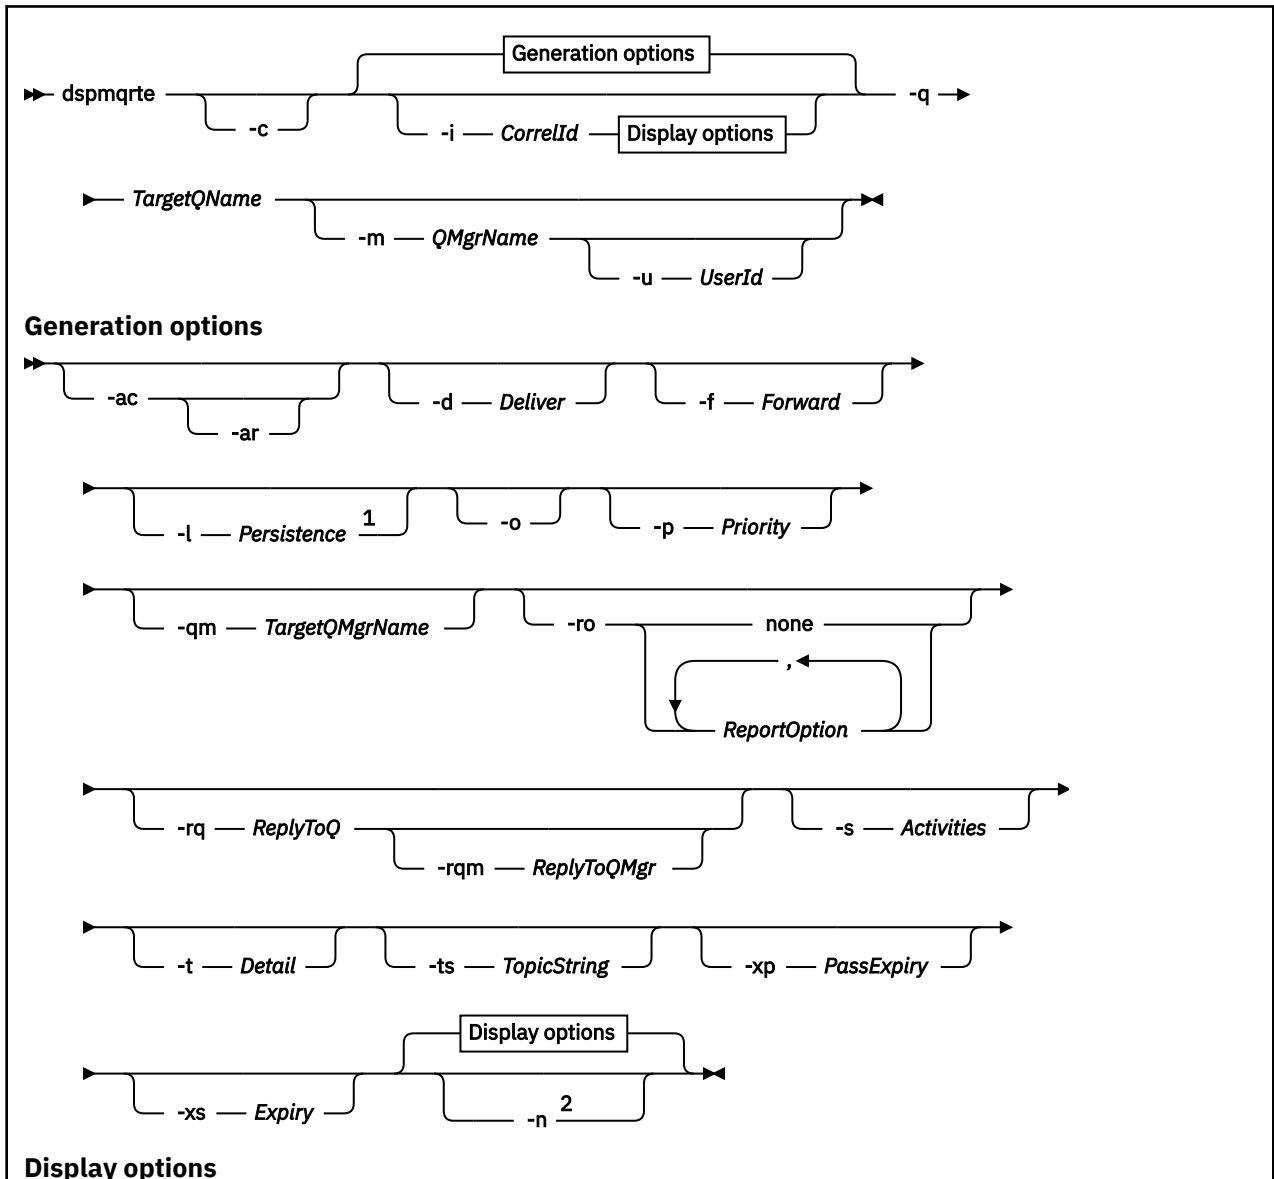 Generation options
dspmqrte -q
-c -i CorrelId Display options
TargetQName
-m QMgrName
-u UserId
Generation options
-ac -d Deliver -f Forward
-ar
-l Persistence 1 -o -p Priority
-qm TargetQMgrName -ro none
,
ReportOption
-rq ReplyToQ -s Activities
-rqm ReplyToQMgr
-t Detail -ts TopicString -xp PassExpiry
Display options
-xs Expiry -n 2
Display options